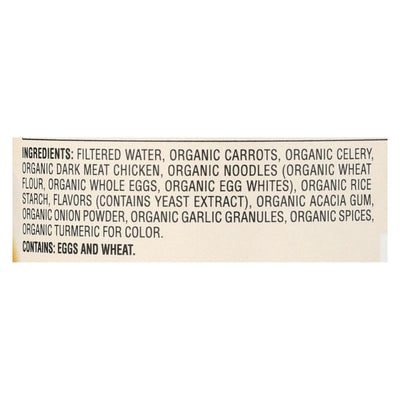 INGREDIENTS: FILTERED WATER, ORGANIC CARROTS, ORGANIC CELERY,
ORGANIC DARK MEAT CHICKEN, ORGANIC NOODLES (ORGANIC WHEAT
FLOUR, ORGANIC WHOLE EGGS, ORGANIC EGG WHITES), ORGANIC RICE
STARCH, FLAVORS (CONTAINS YEAST EXTRACT), ORGANIC ACACIA GUM,
ORGANIC ONION POWDER, ORGANIC GARLIC GRANULES, ORGANIC SPICES,
ORGANIC TURMERIC FOR COLOR.
CONTAINS: EGGS AND WHEAT.